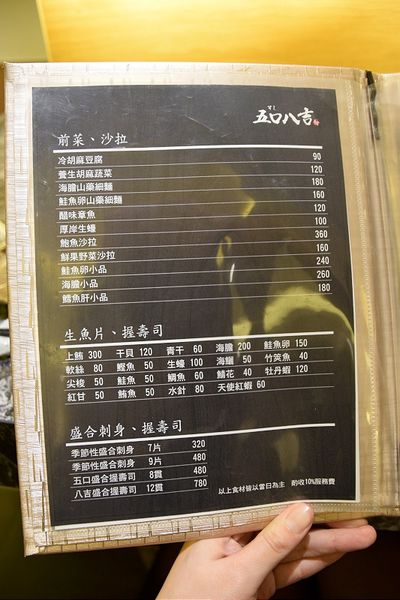 すし
五口八吉
前菜、沙拉
冷胡麻豆腐 90
養生胡麻蔬菜 120
海膽山藥細麵 180
鮭魚卵山藥細麵 160
醋味章魚 120
厚岸生蠔 100
鮑魚沙拉 360
鮮果野菜沙拉 160
鮭魚卵小品 240
海膽小品 260
鱈魚肝小品 180
生魚片、握壽司
上鮪 300 干貝 120 青干 60 海膽 200 鮭魚卵 150
軟絲 80 鰹魚 50 生蠔 100 海鱺 50 竹筴魚 40
尖梭 50 鮭魚 50 鯛魚 60 鯖花 40 牡丹蝦 120
紅甘 50 鮪魚 50 水針 80 天使紅蝦 60
盛合刺身、握壽司
季節性盛合刺身 7片 320
季節性盛合刺身 9片 480
五口盛合握壽司 8貫 480
八吉盛合握壽司 12貫 780
以上食材皆以當日為主 酌收10%服務費